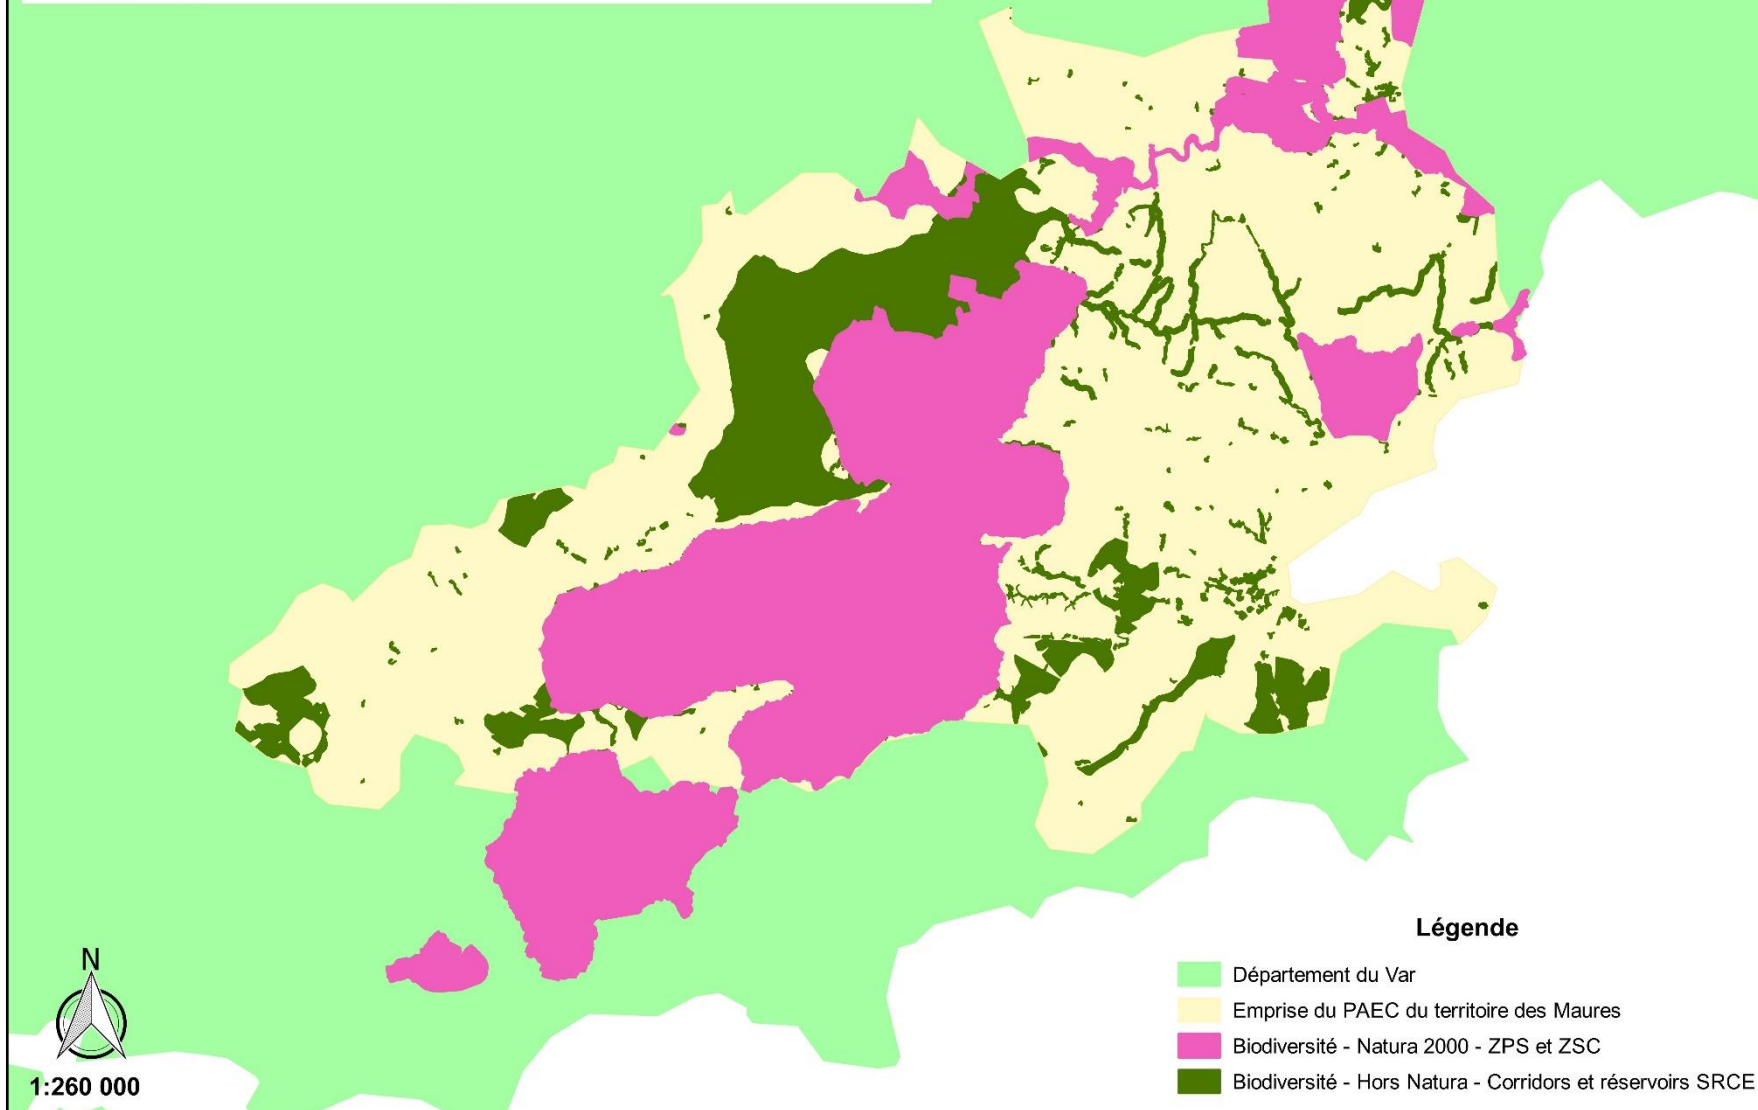 N
1:260 000
Légende
Département du Var
Emprise du PAEC du territoire des Maures
Biodiversité - Natura 2000 - ZPS et ZSC
Biodiversité - Hors Natura - Corridors et réservoirs SRCE